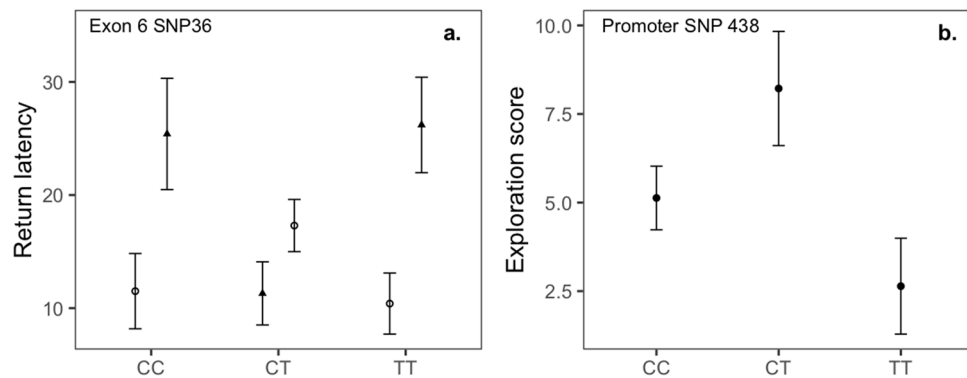 Exon 6 SNP36
a.
Return latency
30
20
10
CC CT TT
Promoter SNP 438
b.
Exploration score
10.0
7.5
5.0
2.5
CC CT TT